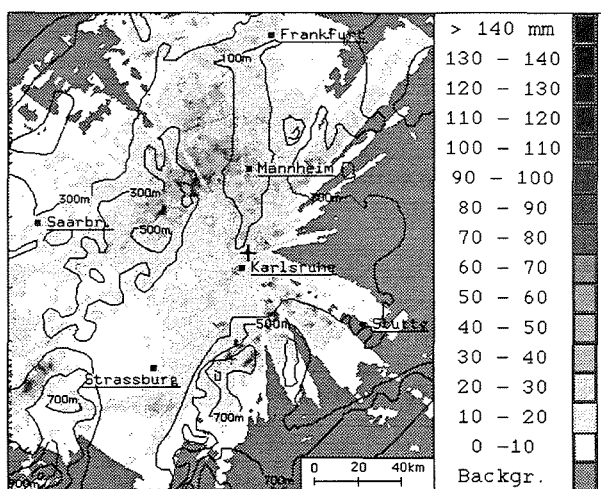 Frankfurt
100m
Mannheim
300m
300m
300m
Saarbr.
500m
Karlsruhe
500m
Stuttg
Strassburg
700m
700m
700m
700m
0 20 40km
> 140 mm
130 - 140
120 - 130
110 - 120
100 - 110
90 - 100
80 - 90
70 - 80
60 - 70
50 - 60
40 - 50
30 - 40
20 - 30
10 - 20
0 -10
Backgr.